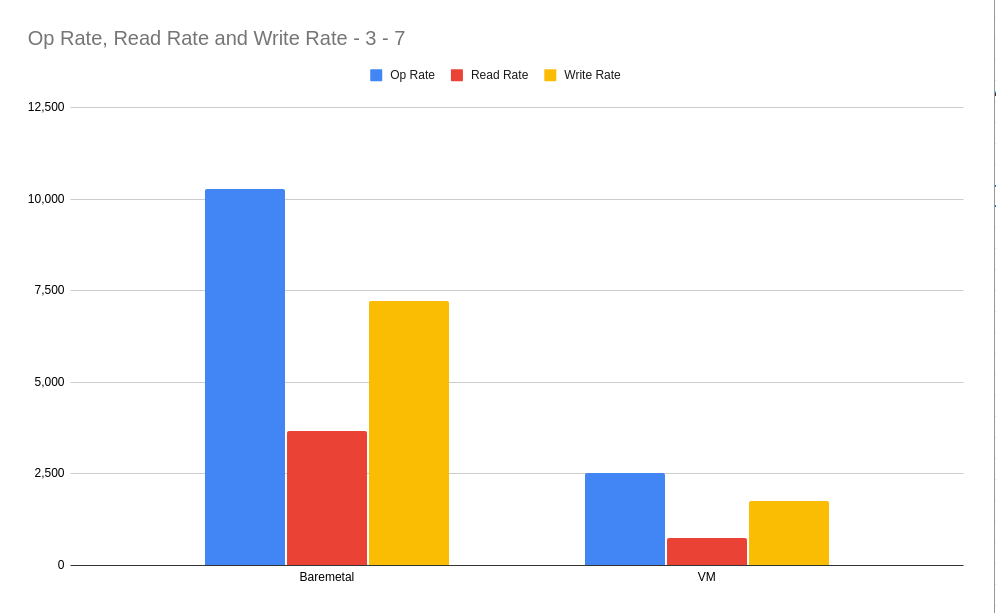 Op Rate, Read Rate and Write Rate - 3 - 7
Op Rate Read Rate Write Rate
12,500
10,000
7,500
5,000
2,500
0
Baremetal VM